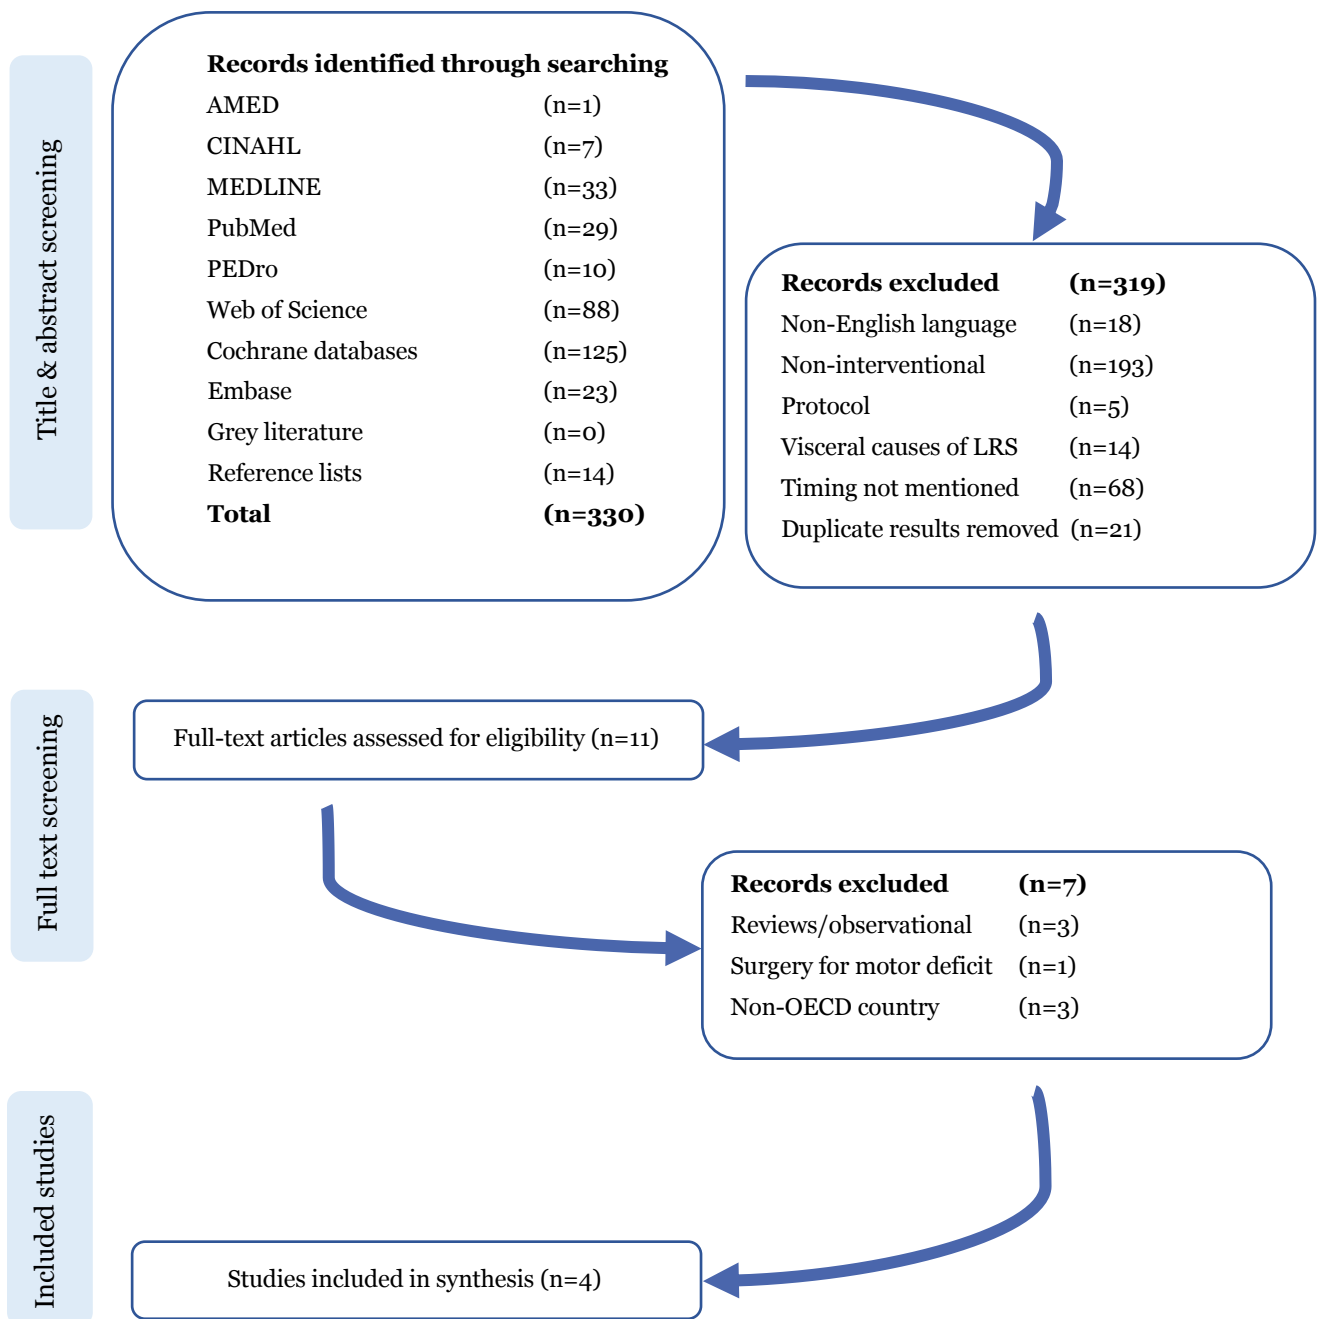 Title & abstract screening
Records identified through searching
AMED (n=1)
CINAHL (n=7)
MEDLINE (n=33)
PubMed (n=29)
PEDro (n=10)
Web of Science (n=88)
Cochrane databases (n=125)
Embase (n=23)
Grey literature (n=0)
Reference lists (n=14)
Total (n=330)
Records excluded (n=319)
Non-English language (n=18)
Non-interventional (n=193)
Protocol (n=5)
Visceral causes of LRS (n=14)
Timing not mentioned (n=68)
Duplicate results removed (n=21)
Full text screening
Full-text articles assessed for eligibility (n=11)
Records excluded (n=7)
Reviews/observational (n=3)
Surgery for motor deficit (n=1)
Non-OECD country (n=3)
Included studies
Studies included in synthesis (n=4)